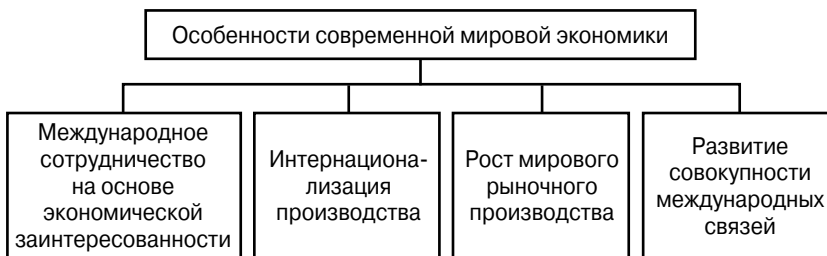 Особенности современной мировой экономики
Международное
сотрудничество
на основе
экономической
заинтересованности
Интернациона-
лизация
производства
Рост мирового
рыночного
производства
Развитие
совокупности
международных
связей